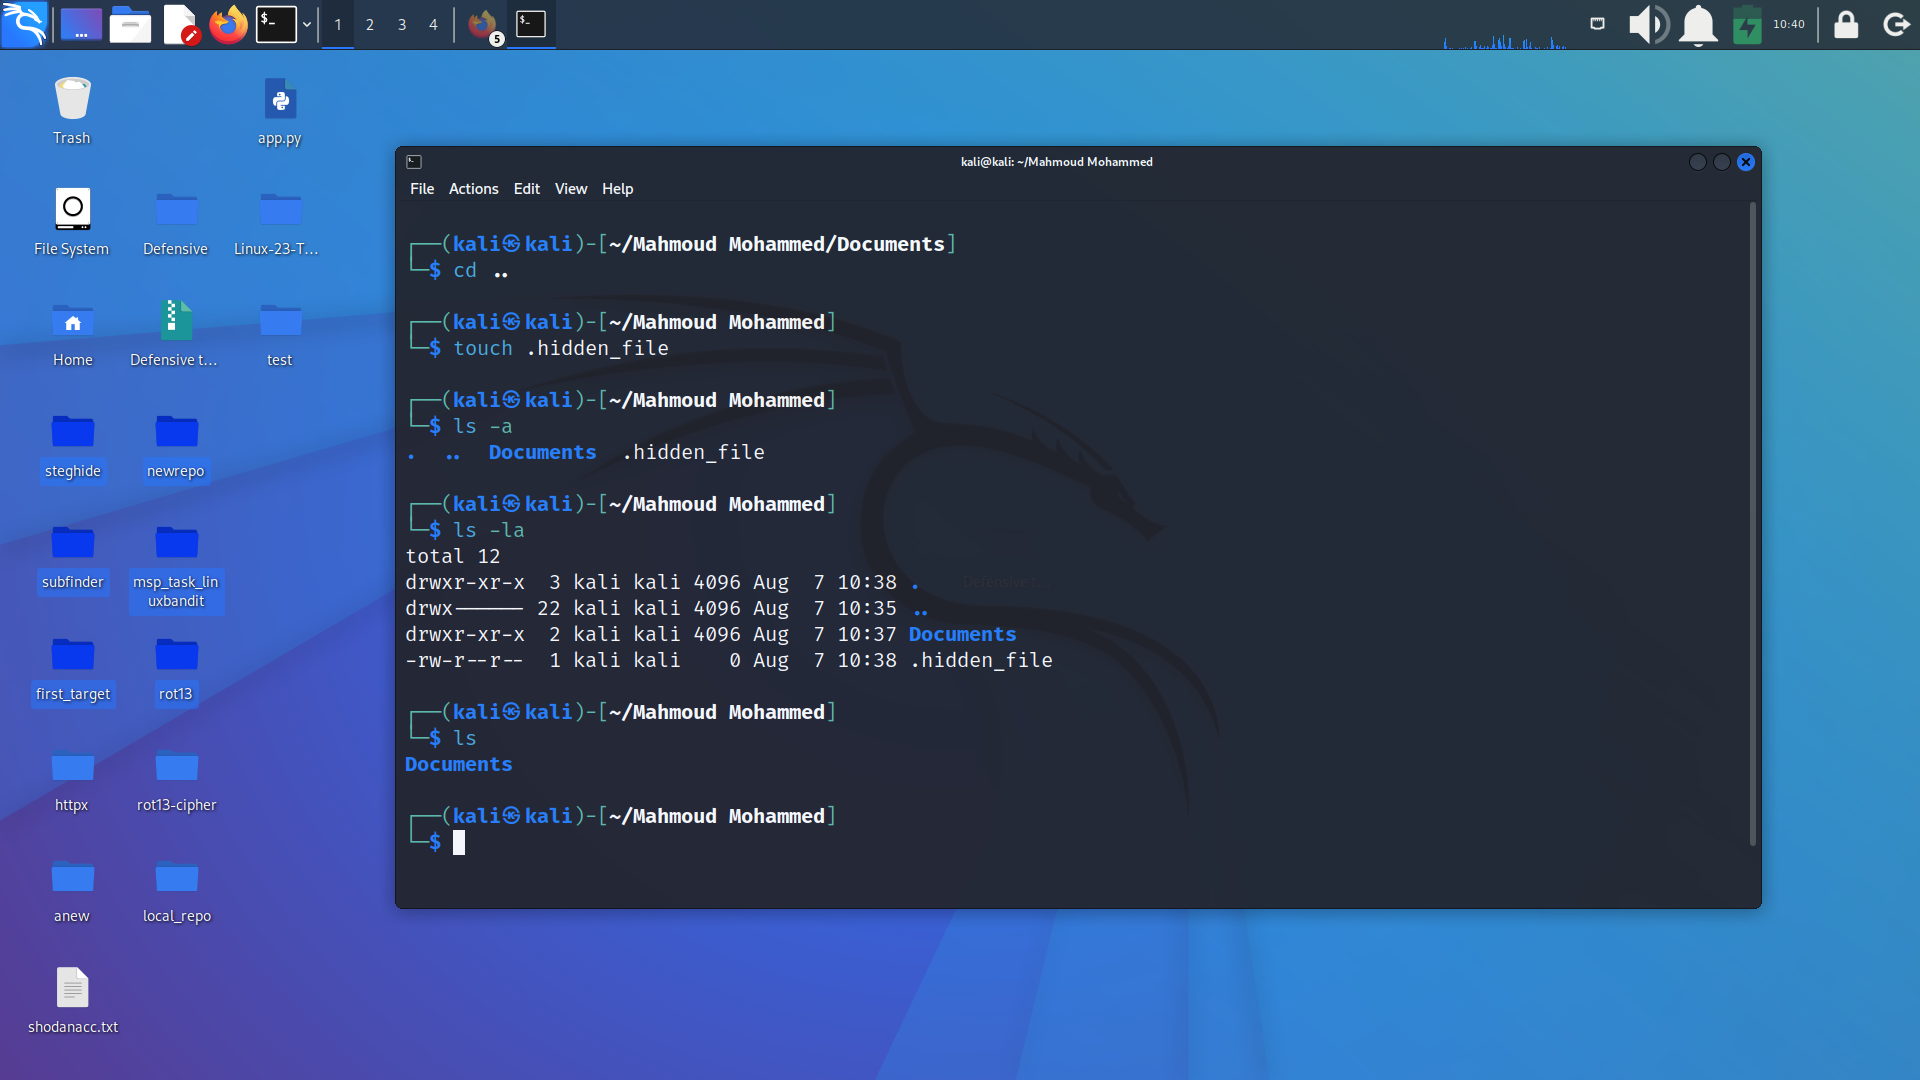 1 2 3 4
5
10:40
Trash
app.py
File System
Defensive
Linux-23-T...
Home
Defensive t...
test
steghide
newrepo
subfinder
msp_task_lin
uxbandit
first_target
rot13
httpx
rot13-cipher
anew
local_repo
shodanacc.txt
kali@kali: ~/Mahmoud Mohammed
File Actions Edit View Help
┌──(kali㉿kali)-[~/Mahmoud Mohammed/Documents]
└─$ cd ..
┌──(kali㉿kali)-[~/Mahmoud Mohammed]
└─$ touch .hidden_file
┌──(kali㉿kali)-[~/Mahmoud Mohammed]
└─$ ls -a
. .. Documents .hidden_file
┌──(kali㉿kali)-[~/Mahmoud Mohammed]
└─$ ls -la
total 12
drwxr-xr-x 3 kali kali 4096 Aug 7 10:38 .
drwx------ 22 kali kali 4096 Aug 7 10:35 ..
drwxr-xr-x 2 kali kali 4096 Aug 7 10:37 Documents
-rw-r--r-- 1 kali kali 0 Aug 7 10:38 .hidden_file
┌──(kali㉿kali)-[~/Mahmoud Mohammed]
└─$ ls
Documents
┌──(kali㉿kali)-[~/Mahmoud Mohammed]
└─$